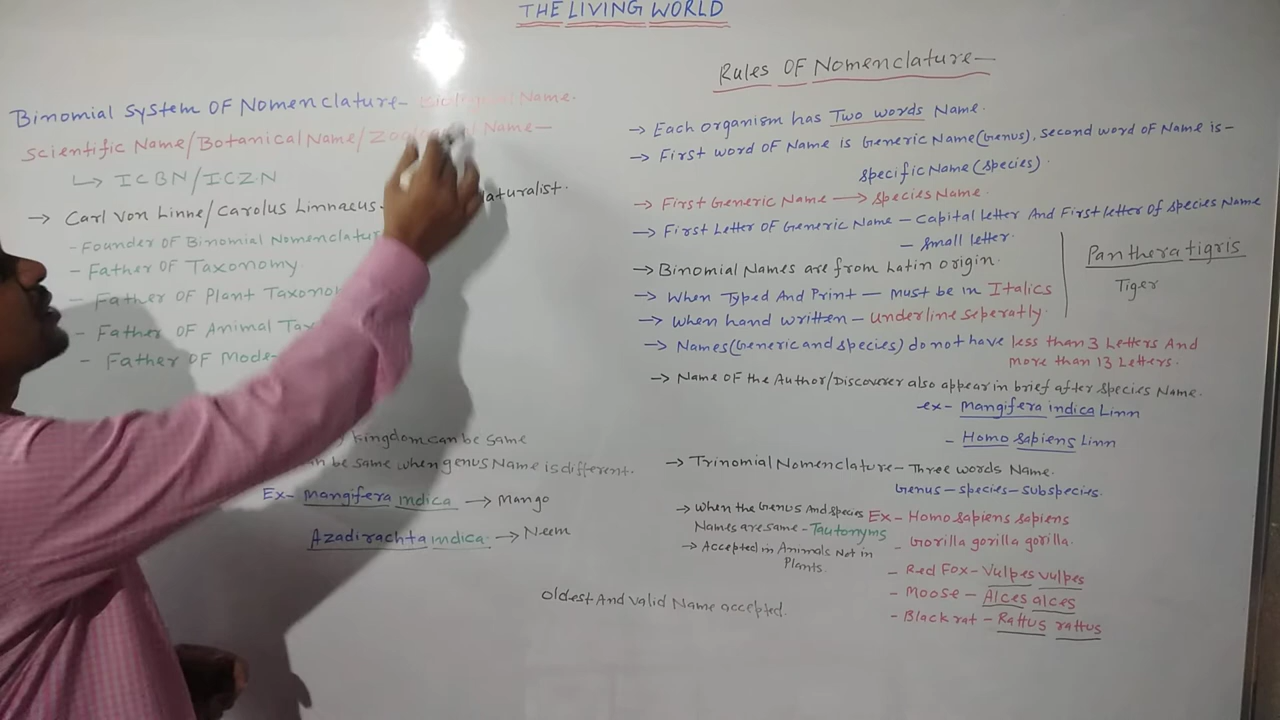 THE LIVING WORLD
Binomial System OF Nomenclature- Biological Name.
Scientific Name/Botanical Name/Zoological Name-
↳ ICBN/ICZN
→ Carl Von Linne/Carolus Linnaeus.
- Founder OF Binomial
- Father OF Taxonomy
- Father OF Plant
- Father OF Animal
- Father OF
kingdom can be same
can be same when genus Name is different.
Ex- Mangifera indica → Mango
Azadirachta indica. → Neem
Oldest And Valid Name accepted.
Rules OF Nomenclature-
→ Each organism has Two words Name.
→ First word OF Name is Generic Name(Genus), second word of Name is-
specific Name(species).
→ First Generic Name → species Name.
→ First Letter OF Generic Name - Capital letter And First letter Of species Name
- small letter.
→ Binomial Names are from Latin origin.
→ When Typed And Print - must be in Italics
→ When hand written - underline seperatly.
Panthera tigris
Tiger
→ Names(Generic and species) do not have less than 3 Letters And
more than 13 Letters.
→ Name OF the Author/Discoverer also appear in brief after species Name.
ex- Mangifera indica Linn
- Homo sapiens Linn
→ Trinomial Nomenclature- Three words Name.
Genus - species - subspecies.
Ex- Homo sapiens sapiens
- Gorilla gorilla gorilla.
→ When the Genus And species
Names are same - Tautonyms
→ Accepted in Animals Not in
Plants.
- Red Fox- Vulpes vulpes
- Moose - Alces alces
- Black rat - Rattus rattus